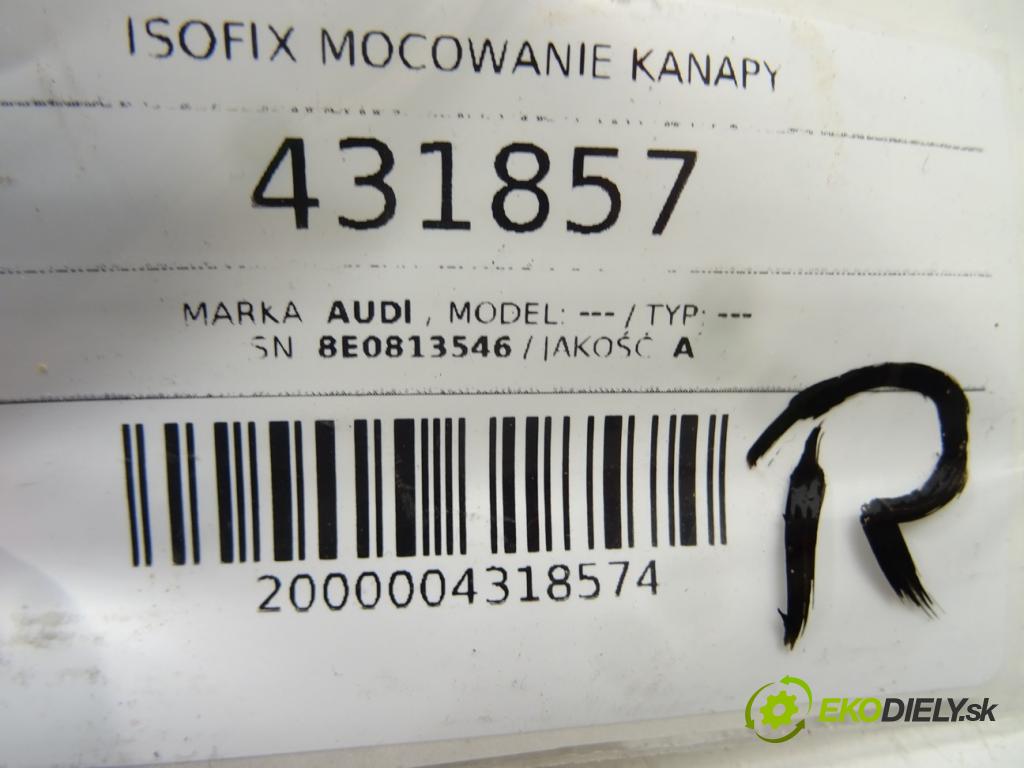 ISOFIX MOCOWANIE KANAPY
431857
MARKA AUDI , MODEL: --- / TYP: ---
SN 8E0813546 / JAKOŚĆ A
2000004318574
R
EKODIELY.sk